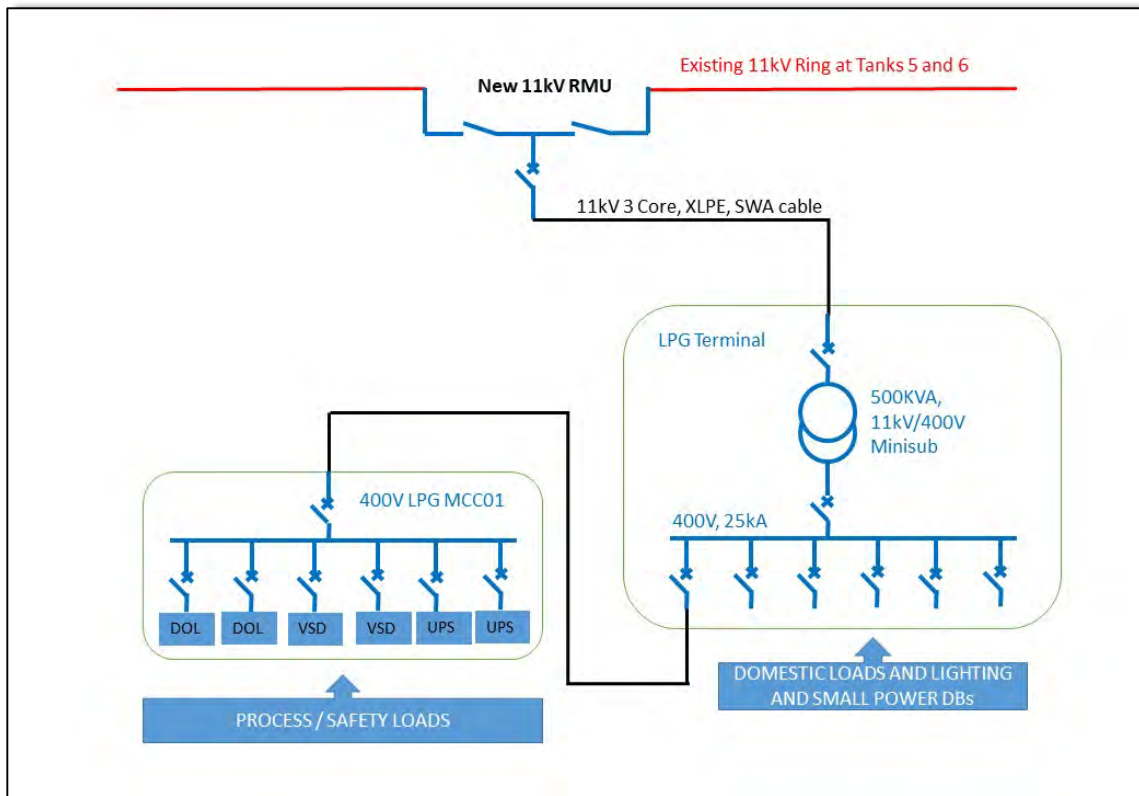 Existing 11kV Ring at Tanks 5 and 6
New 11kV RMU
11kV 3 Core, XLPE, SWA cable
LPG Terminal
500KVA,
11kV/400V
Minisub
400V LPG MCC01
400V, 25kA
DOL
DOL
VSD
VSD
UPS
UPS
DOMESTIC LOADS AND LIGHTING
AND SMALL POWER DBs
PROCESS / SAFETY LOADS